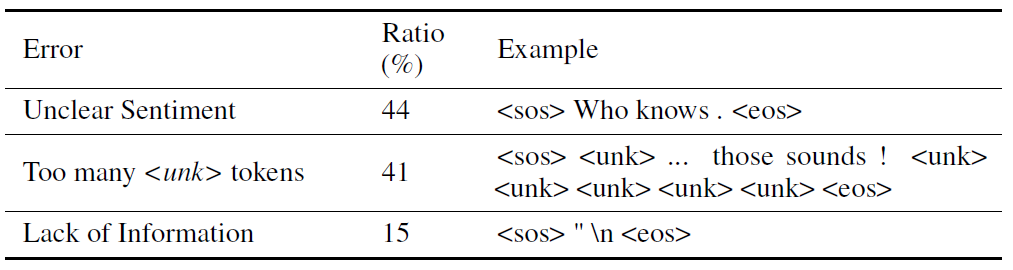 Error Ratio (%) Example
Unclear Sentiment 44 <sos> Who knows . <eos>
Too many <unk> tokens 41 <sos> <unk> ... those sounds ! <unk>
<unk> <unk> <unk> <unk> <eos>
Lack of Information 15 <sos> " \n <eos>